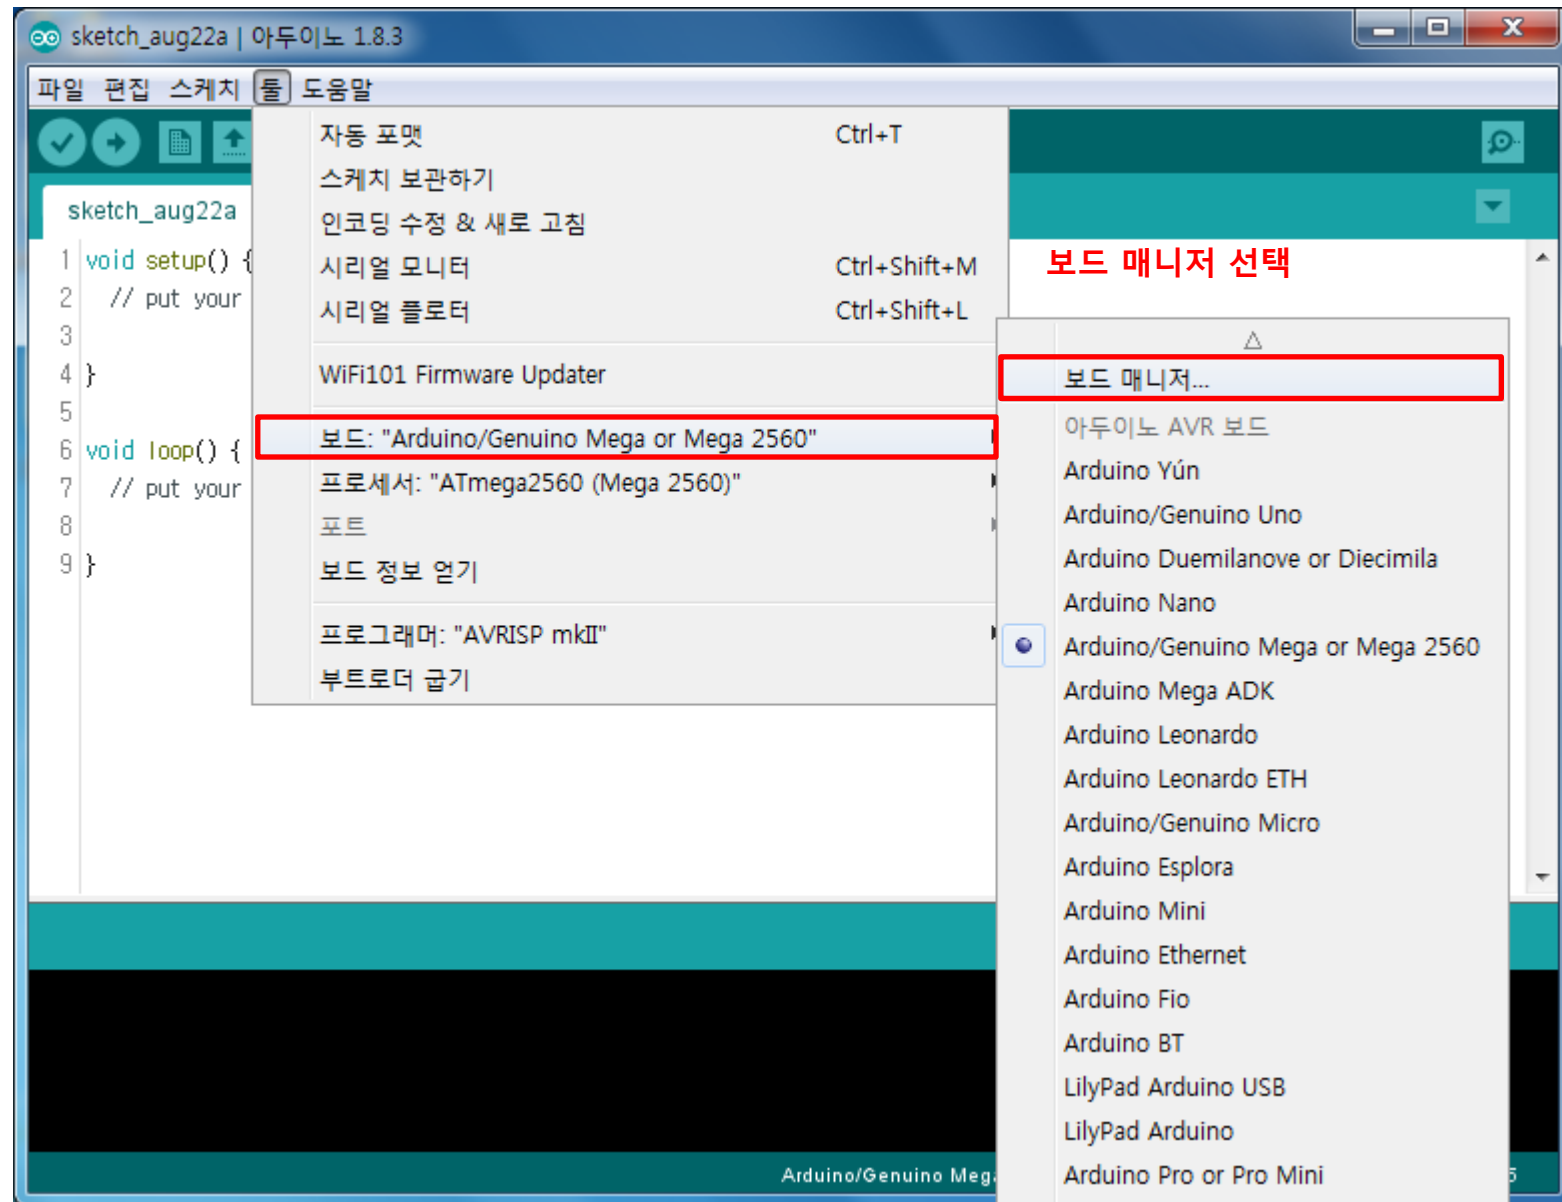 sketch_aug22a | 아두이노 1.8.3
파일 편집 스케치 툴 도움말
sketch_aug22a
1 void setup() {
2 // put your
3
4 }
5
6 void loop() {
7 // put your
8
9 }
자동 포맷 Ctrl+T
스케치 보관하기
인코딩 수정 & 새로 고침
시리얼 모니터 Ctrl+Shift+M
시리얼 플로터 Ctrl+Shift+L
WiFi101 Firmware Updater
보드: "Arduino/Genuino Mega or Mega 2560"
프로세서: "ATmega2560 (Mega 2560)"
포트
보드 정보 얻기
프로그래머: "AVRISP mkII"
부트로더 굽기
보드 매니저 선택
보드 매니저...
아두이노 AVR 보드
Arduino Yún
Arduino/Genuino Uno
Arduino Duemilanove or Diecimila
Arduino Nano
Arduino/Genuino Mega or Mega 2560
Arduino Mega ADK
Arduino Leonardo
Arduino Leonardo ETH
Arduino/Genuino Micro
Arduino Esplora
Arduino Mini
Arduino Ethernet
Arduino Fio
Arduino BT
LilyPad Arduino USB
LilyPad Arduino
Arduino Pro or Pro Mini
Arduino/Genuino Meg